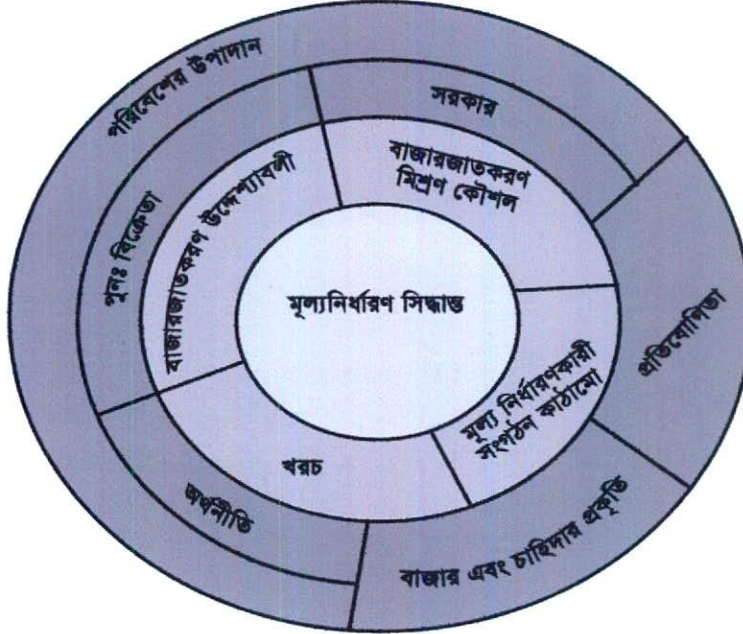 পরিবেশের উপাদান
সরকার
পুনঃ বিক্রেতা
বাজারজাতকরণ উদ্দেশ্যাবলী
বাজারজাতকরণ
মিশ্রণ কৌশল
মূল্যনির্ধারণ সিদ্ধান্ত
প্রতিযোগিতা
মূল্য নির্ধারণকারী
সংগঠন কাঠামো
খরচ
অর্থনীতি
বাজার এবং চাহিদার প্রকৃতি